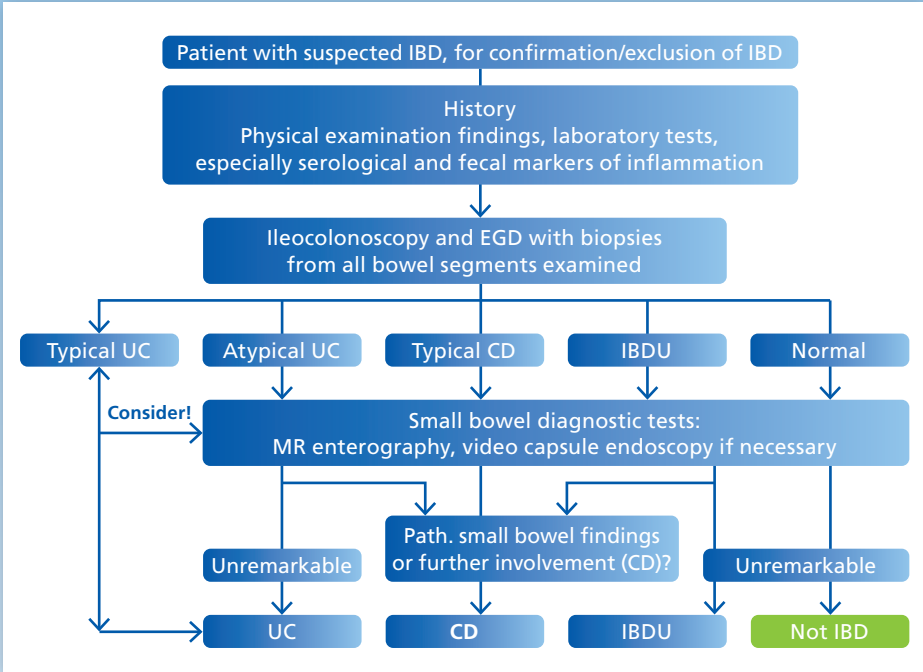 Patient with suspected IBD, for confirmation/exclusion of IBD
History
Physical examination findings, laboratory tests,
especially serological and fecal markers of inflammation
Ileocolonoscopy and EGD with biopsies
from all bowel segments examined
Typical UC
Atypical UC
Typical CD
IBDU
Normal
Consider!
Small bowel diagnostic tests:
MR enterography, video capsule endoscopy if necessary
Path. small bowel findings
or further involvement (CD)?
Unremarkable
Unremarkable
UC
CD
IBDU
Not IBD